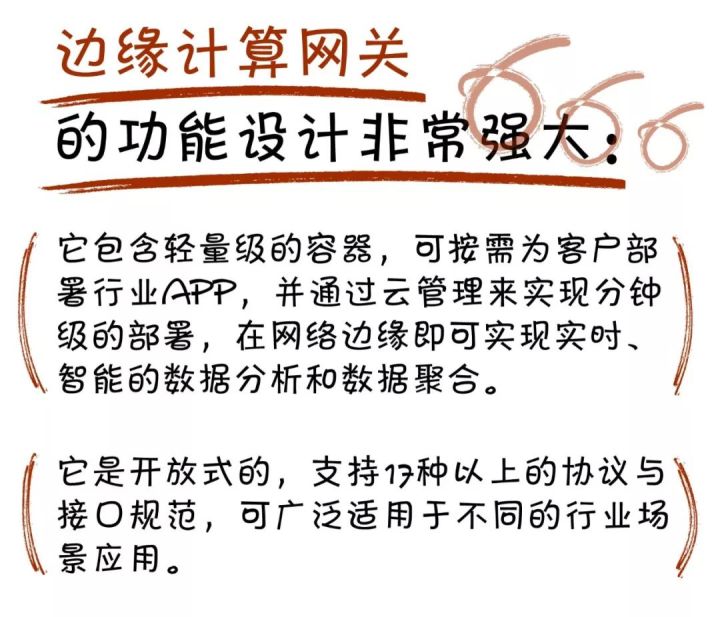 边缘计算网关
666
的功能设计非常强大：
它包含轻量级的容器，可按需为客户部
署行业APP，并通过云管理来实现分钟
级的部署，在网络边缘即可实现实时、
智能的数据分析和数据聚合。
它是开放式的，支持17种以上的协议与
接口规范，可广泛适用于不同的行业场
景应用。